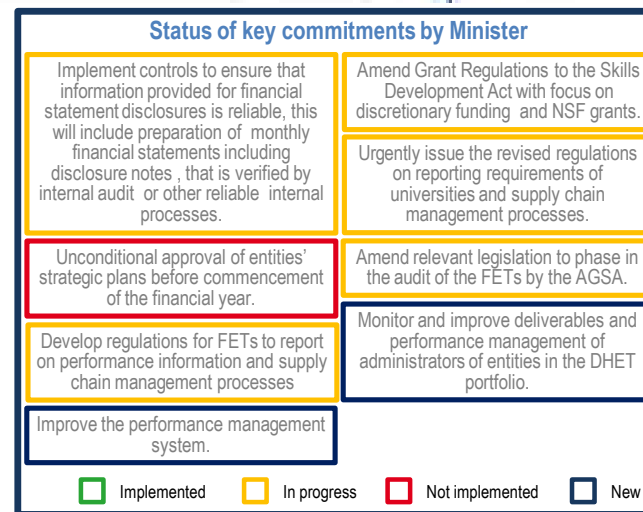 Status of key commitments by Minister
Implement controls to ensure that
information provided for financial
statement disclosures is reliable, this
will include preparation of  monthly
financial statements including
disclosure notes , that is verified by
internal audit  or other reliable  internal
processes.
Unconditional approval of entities'
strategic plans before commencement
of the financial year.
Develop regulations for FETs to report
on performance information and supply
chain management processes
Improve the performance management
system.
Amend Grant Regulations to the Skills
Development Act with focus on
discretionary funding  and NSF grants.
Urgently issue the revised regulations
on reporting requirements of
universities and supply chain
management processes.
Amend relevant legislation to phase in
the audit of the FETs by the AGSA.
Monitor and improve deliverables and
performance management of
administrators of entities in the DHET
portfolio.
Implemented In progress Not implemented New